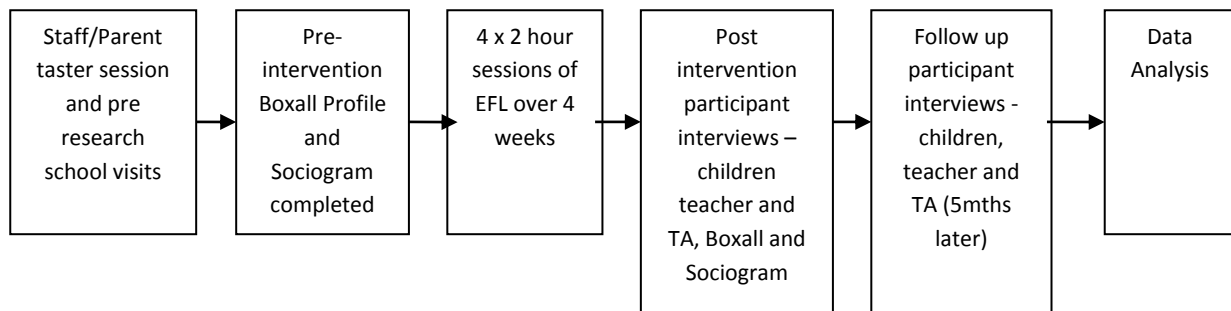 Staff/Parent
taster session
and pre
research
school visits
Pre-
intervention
Boxall Profile
and
Sociogram
completed
4 x 2 hour
sessions of
EFL over 4
weeks
Post
intervention
participant
interviews –
children
teacher and
TA, Boxall and
Sociogram
Follow up
participant
interviews -
children,
teacher and
TA (5mths
later)
Data
Analysis